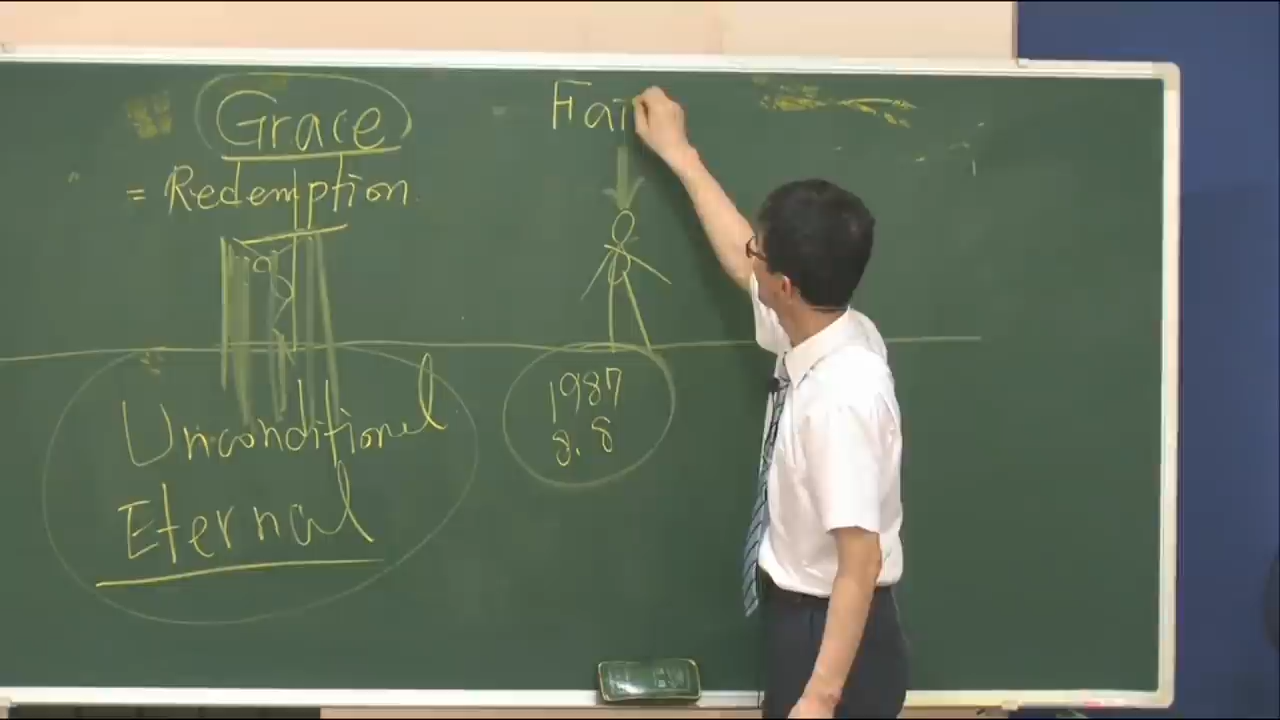 Grace
= Redemption
Unconditional
Eternal
Fai
1987
8.8